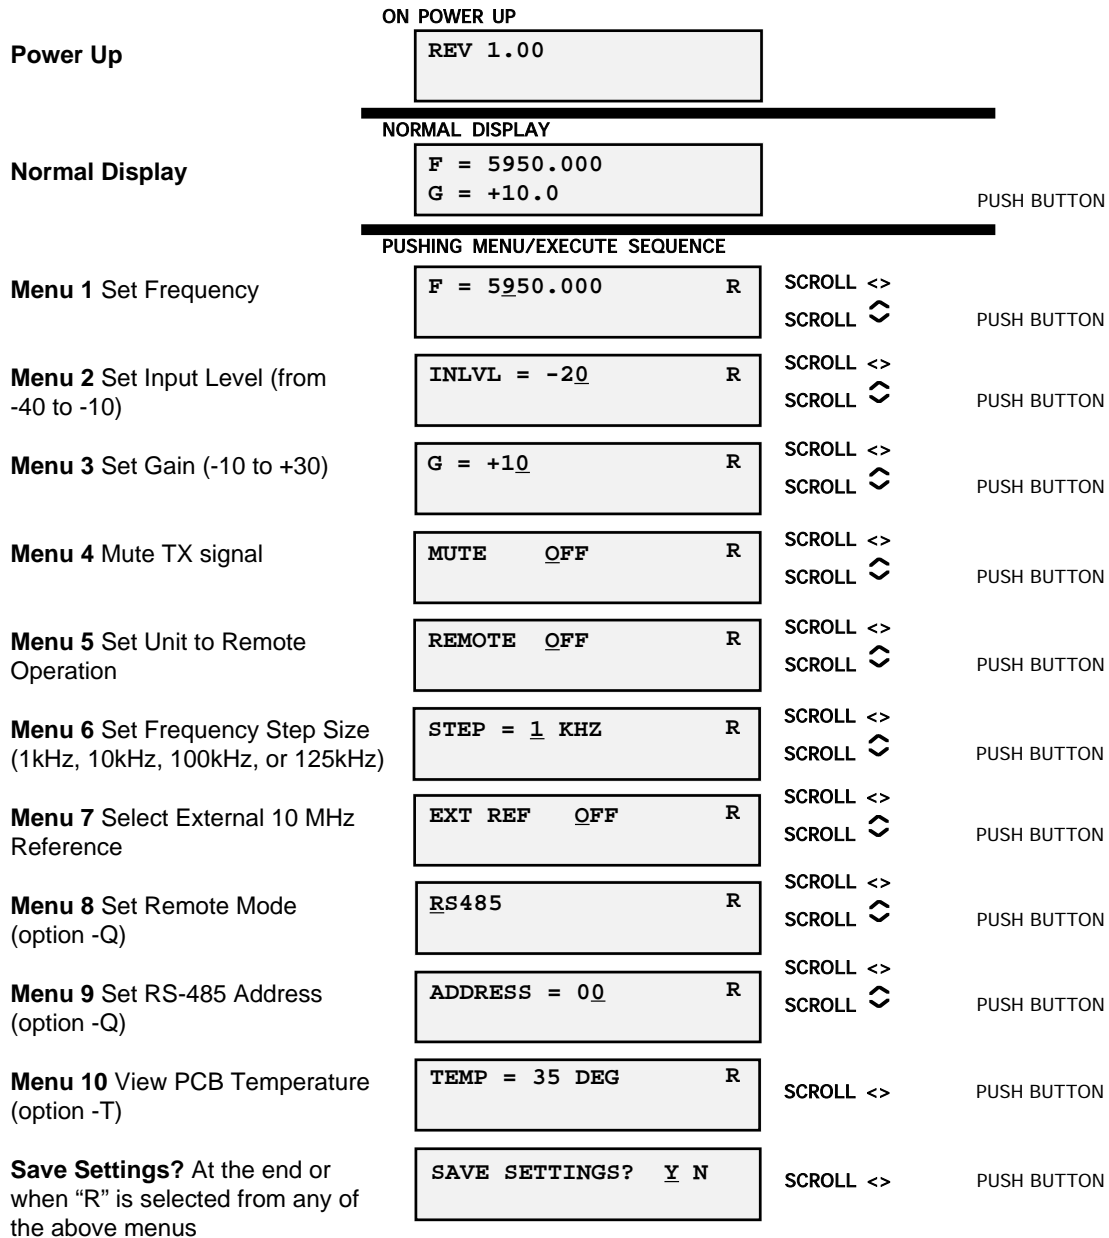 ON POWER UP
Power Up
REV 1.00
NORMAL DISPLAY
Normal Display
F = 5950.000
G = +10.0
PUSH BUTTON
PUSHING MENU/EXECUTE SEQUENCE
Menu 1 Set Frequency
F = 5950.000 R
SCROLL <>
SCROLL
PUSH BUTTON
Menu 2 Set Input Level (from
-40 to -10)
INLVL = -20 R
SCROLL <>
SCROLL
PUSH BUTTON
Menu 3 Set Gain (-10 to +30)
G = +10 R
SCROLL <>
SCROLL
PUSH BUTTON
Menu 4 Mute TX signal
MUTE OFF R
SCROLL <>
SCROLL
PUSH BUTTON
Menu 5 Set Unit to Remote
Operation
REMOTE OFF R
SCROLL <>
SCROLL
PUSH BUTTON
Menu 6 Set Frequency Step Size
(1kHz, 10kHz, 100kHz, or 125kHz)
STEP = 1 KHZ R
SCROLL <>
SCROLL
PUSH BUTTON
Menu 7 Select External 10 MHz
Reference
EXT REF OFF R
SCROLL <>
SCROLL
PUSH BUTTON
Menu 8 Set Remote Mode
(option -Q)
RS485 R
SCROLL <>
SCROLL
PUSH BUTTON
Menu 9 Set RS-485 Address
(option -Q)
ADDRESS = 00 R
SCROLL <>
SCROLL
PUSH BUTTON
Menu 10 View PCB Temperature
(option -T)
TEMP = 35 DEG R
SCROLL <>
PUSH BUTTON
Save Settings? At the end or
when “R” is selected from any of
the above menus
SAVE SETTINGS? Y N
SCROLL <>
PUSH BUTTON